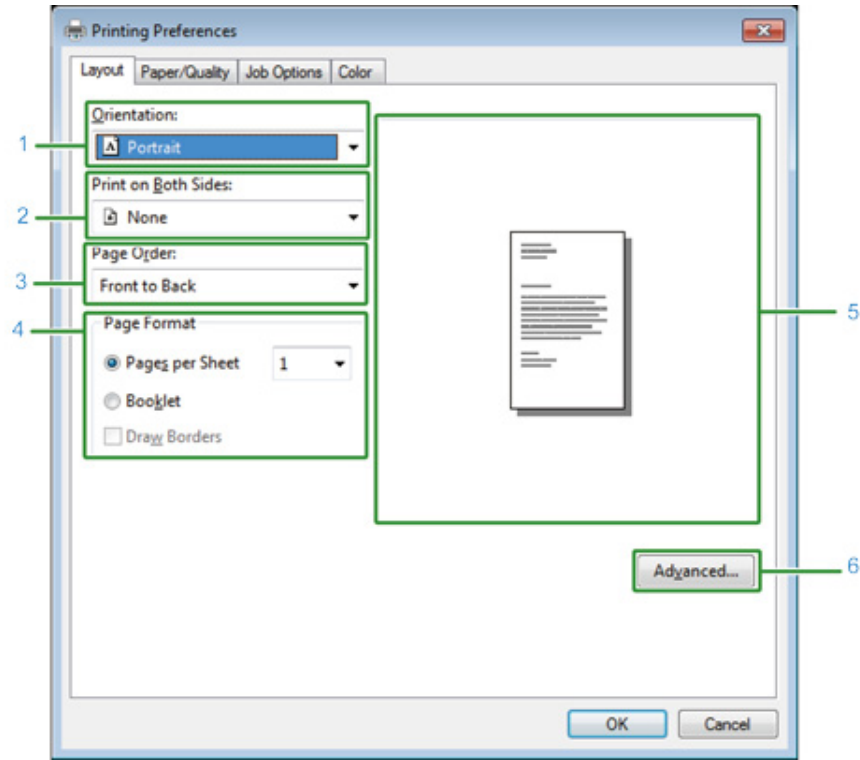 Printing Preferences
Layout Paper/Quality Job Options Color
Orientation:
1 Portrait
Print on Both Sides:
2 None
Page Order:
3 Front to Back
4 Page Format
5
Pages per Sheet 1
Booklet
Draw Borders
Advanced... 6
OK Cancel